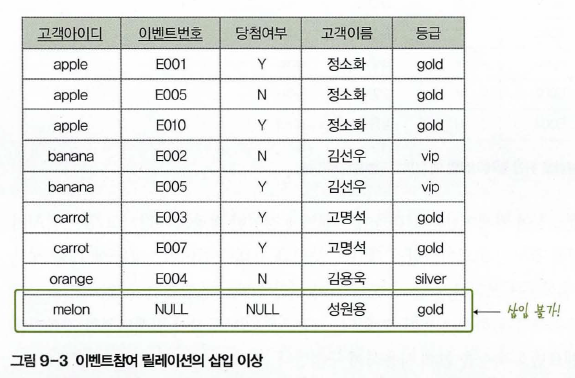 고객아이디 이벤트번호 당첨여부 고객이름 등급
apple E001 Y 정소화 gold
apple E005 N 정소화 gold
apple E010 Y 정소화 gold
banana E002 N 김선우 vip
banana E005 Y 김선우 vip
carrot E003 Y 고명석 gold
carrot E007 Y 고명석 gold
orange E004 N 김용욱 silver
melon NULL NULL 성원용 gold
삽입 불가!
그림 9-3 이벤트참여 릴레이션의 삽입 이상